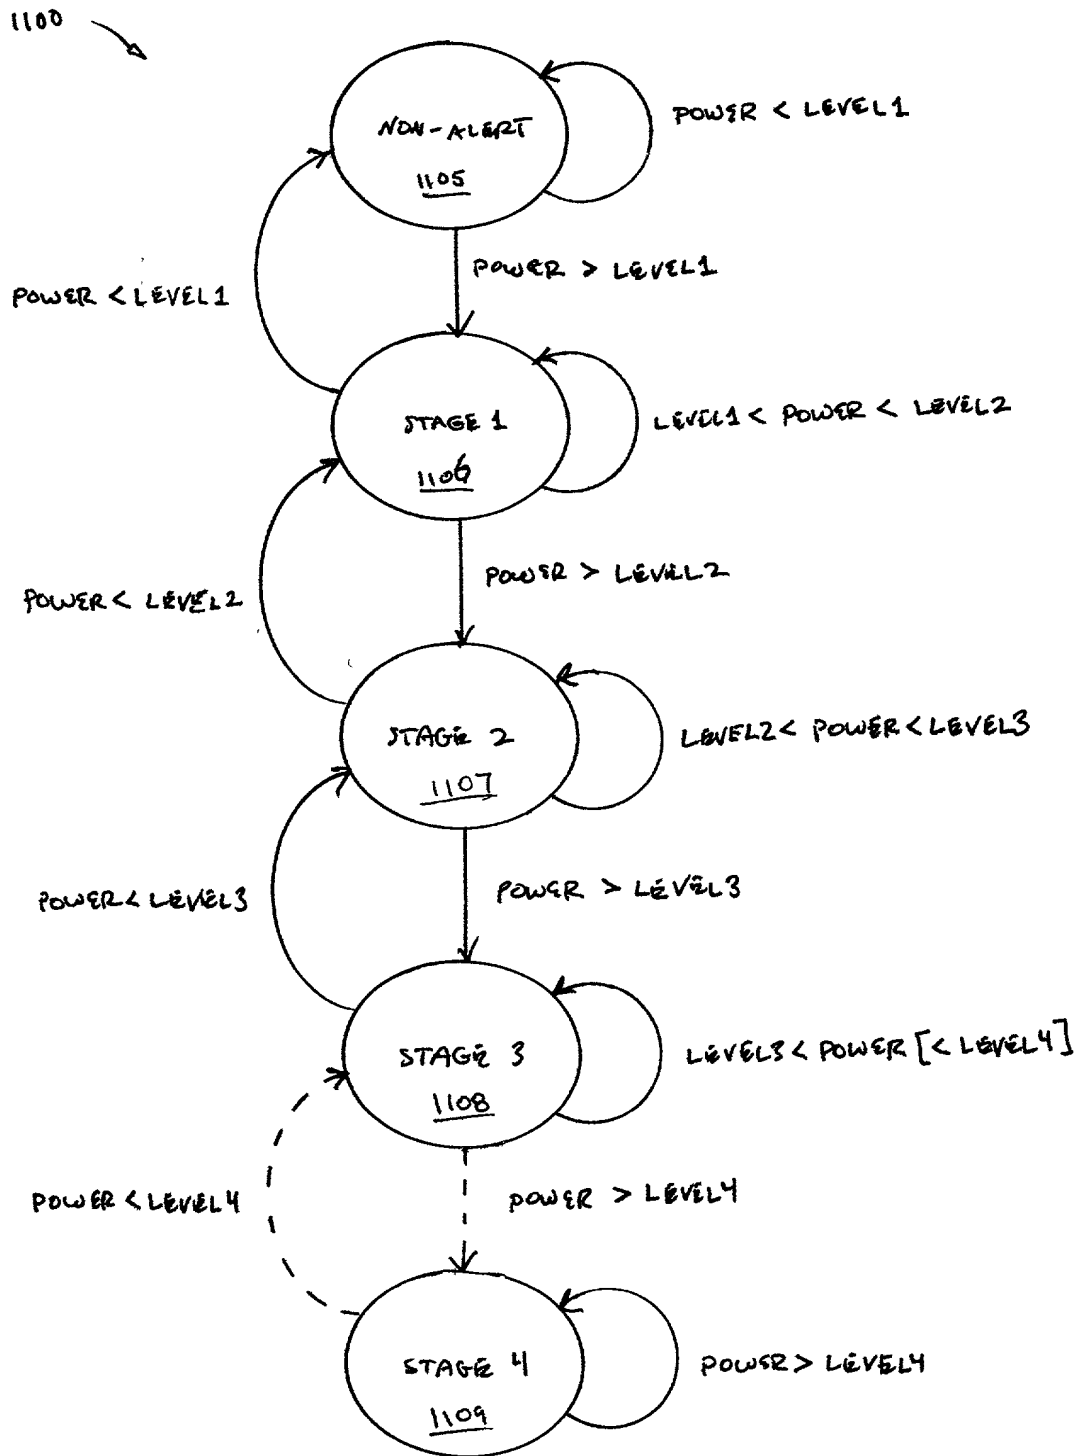 1100
NON-ALERT
1105
POWER < LEVEL1
POWER > LEVEL1
POWER < LEVEL1
STAGE 1
1106
LEVEL1 < POWER < LEVEL2
POWER > LEVEL2
POWER < LEVEL2
STAGE 2
1107
LEVEL2 < POWER < LEVEL3
POWER > LEVEL3
POWER < LEVEL3
STAGE 3
1108
LEVEL3 < POWER [< LEVEL4]
POWER > LEVEL4
POWER < LEVEL4
STAGE 4
1109
POWER > LEVEL4